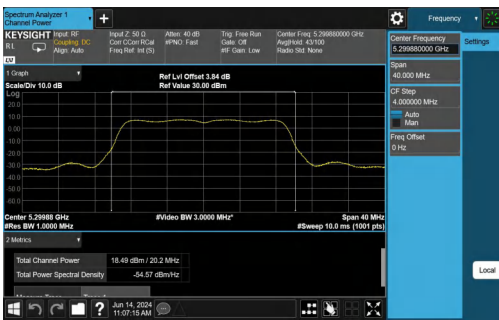 Spectrum Analyzer 1
Channel Power
+
Frequency
KEYSIGHT
RL
Input: RF
Coupling: DC
Align: Auto
Input Z: 50 Ω
Corr CCorr RCal
Freq Ref: Int (S)
Atten: 40 dB
#PNO: Fast
Trig: Free Run
Gate: Off
#IF Gain: Low
Center Freq: 5.299880000 GHz
Avg|Hold: 43/100
Radio Std: None
Center Frequency
5.299880000 GHz
Settings
Span
40.000 MHz
CF Step
4.000000 MHz
Auto
Man
Freq Offset
0 Hz
Local
1 Graph
Scale/Div 10.0 dB
Ref Lvl Offset 3.84 dB
Ref Value 30.00 dBm
Log
20.0
10.0
0.00
-10.0
-20.0
-30.0
-40.0
-50.0
-60.0
Center 5.29988 GHz
#Res BW 1.0000 MHz
#Video BW 3.0000 MHz*
Span 40 MHz
#Sweep 10.0 ms (1001 pts)
2 Metrics
Total Channel Power
18.49 dBm / 20.2 MHz
Total Power Spectral Density
-54.57 dBm/Hz
?
Jun 14, 2024
11:07:15 AM